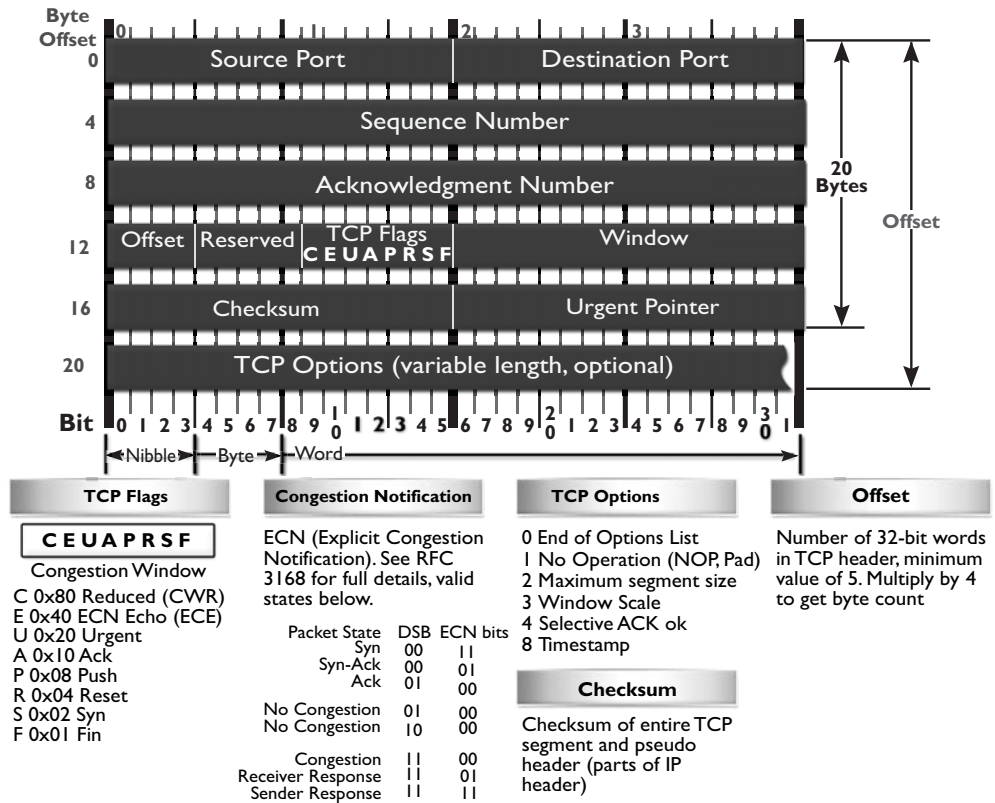 Byte
Offset
0 1 2 3
0 Source Port Destination Port
4 Sequence Number
8 Acknowledgment Number
20
Bytes
Offset
12 Offset Reserved TCP Flags Window
C E U A P R S F
16 Checksum Urgent Pointer
20 TCP Options (variable length, optional)
Bit 0 1 2 3 4 5 6 7 8 9 10 1 2 3 4 5 6 7 8 9 20 1 2 3 4 5 6 7 8 9 30 1
Nibble Byte Word
TCP Flags
C E U A P R S F
Congestion Window
C 0x80 Reduced (CWR)
E 0x40 ECN Echo (ECE)
U 0x20 Urgent
A 0x10 Ack
P 0x08 Push
R 0x04 Reset
S 0x02 Syn
F 0x01 Fin
Congestion Notification
ECN (Explicit Congestion
Notification). See RFC
3168 for full details, valid
states below.
Packet State DSB ECN bits
Syn 00 11
Syn-Ack 00 01
Ack 01 00
No Congestion 01 00
No Congestion 10 00
Congestion 11 00
Receiver Response 11 01
Sender Response 11 11
TCP Options
0 End of Options List
1 No Operation (NOP, Pad)
2 Maximum segment size
3 Window Scale
4 Selective ACK ok
8 Timestamp
Checksum
Checksum of entire TCP
segment and pseudo
header (parts of IP
header)
Offset
Number of 32-bit words
in TCP header, minimum
value of 5. Multiply by 4
to get byte count